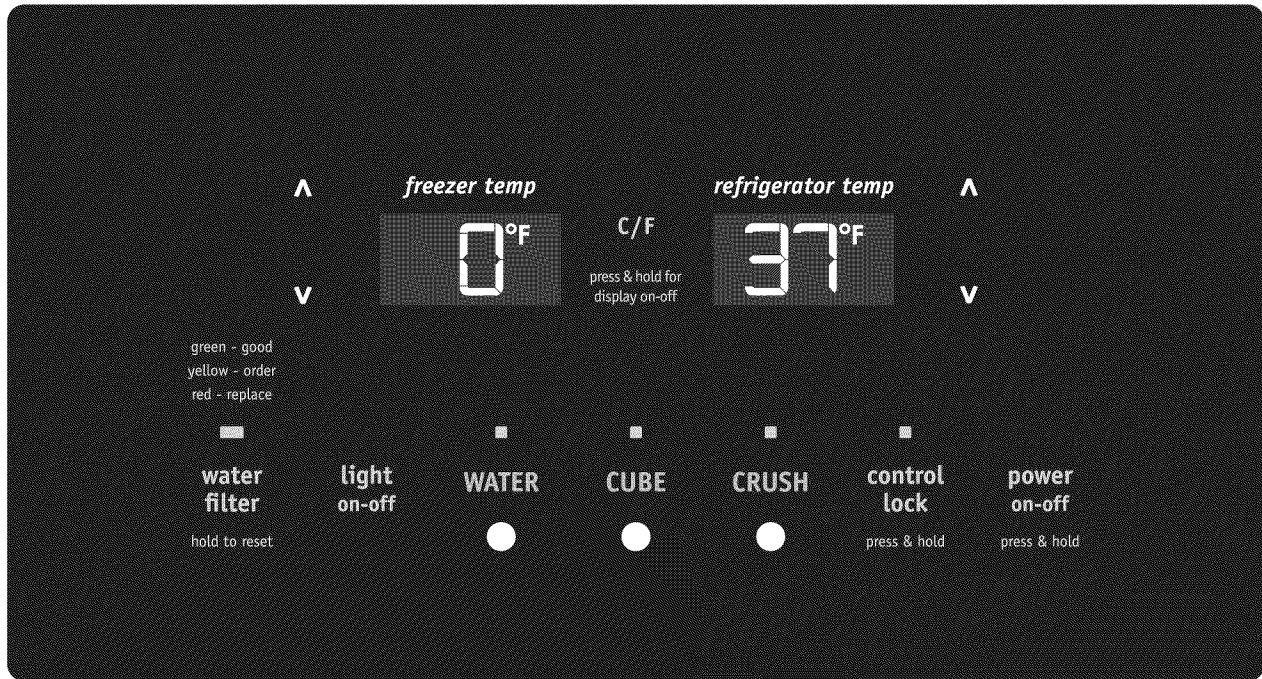 freezer temp
refrigerator temp
0°F
C/F
37°F
press & hold for
display on-off
green - good
yellow - order
red - replace
water
filter
hold to reset
light
on-off
WATER
CUBE
CRUSH
control
lock
press & hold
power
on-off
press & hold